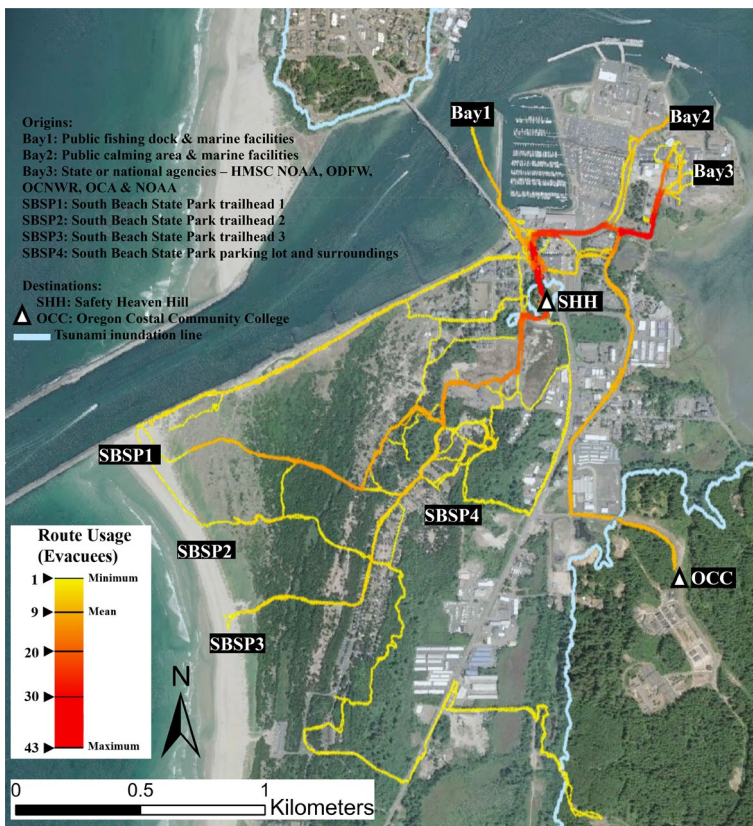 Origins:
Bay1: Public fishing dock & marine facilities
Bay2: Public calming area & marine facilities
Bay3: State or national agencies – HMSC NOAA, ODFW,
OCNWR, OCA & NOAA
SBSP1: South Beach State Park trailhead 1
SBSP2: South Beach State Park trailhead 2
SBSP3: South Beach State Park trailhead 3
SBSP4: South Beach State Park parking lot and surroundings
Destinations:
SHH: Safety Heaven Hill
OCC: Oregon Costal Community College
Tsunami inundation line
Bay1
Bay2
Bay3
SHH
SBSP1
SBSP4
SBSP2
OCC
SBSP3
Route Usage
(Evacuees)
1 Minimum
9 Mean
20
30
43 Maximum
N
0 0.5 1
Kilometers